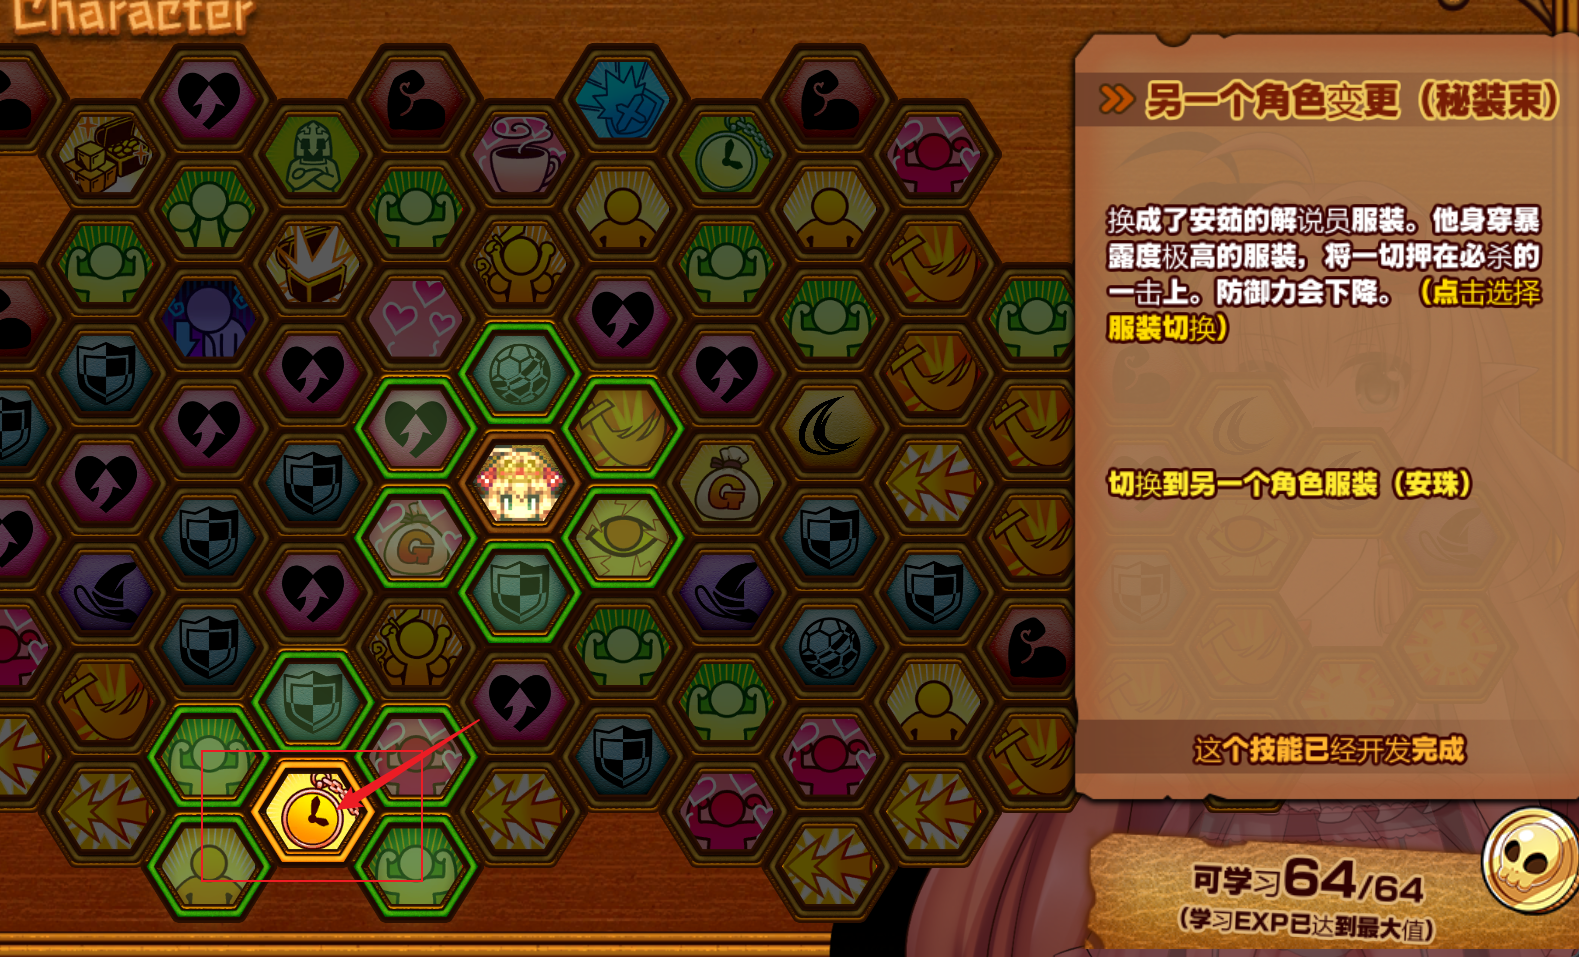 Character
另一个角色变更（秘装束）
换成了安茹的解说员服装。他身穿暴
露度极高的服装，将一切押在必杀的
一击上。防御力会下降。（点击选择
服装切换）
切换到另一个角色服装（安珠）
这个技能已经开发完成
可学习64/64
（学习EXP已达到最大值）
G
G